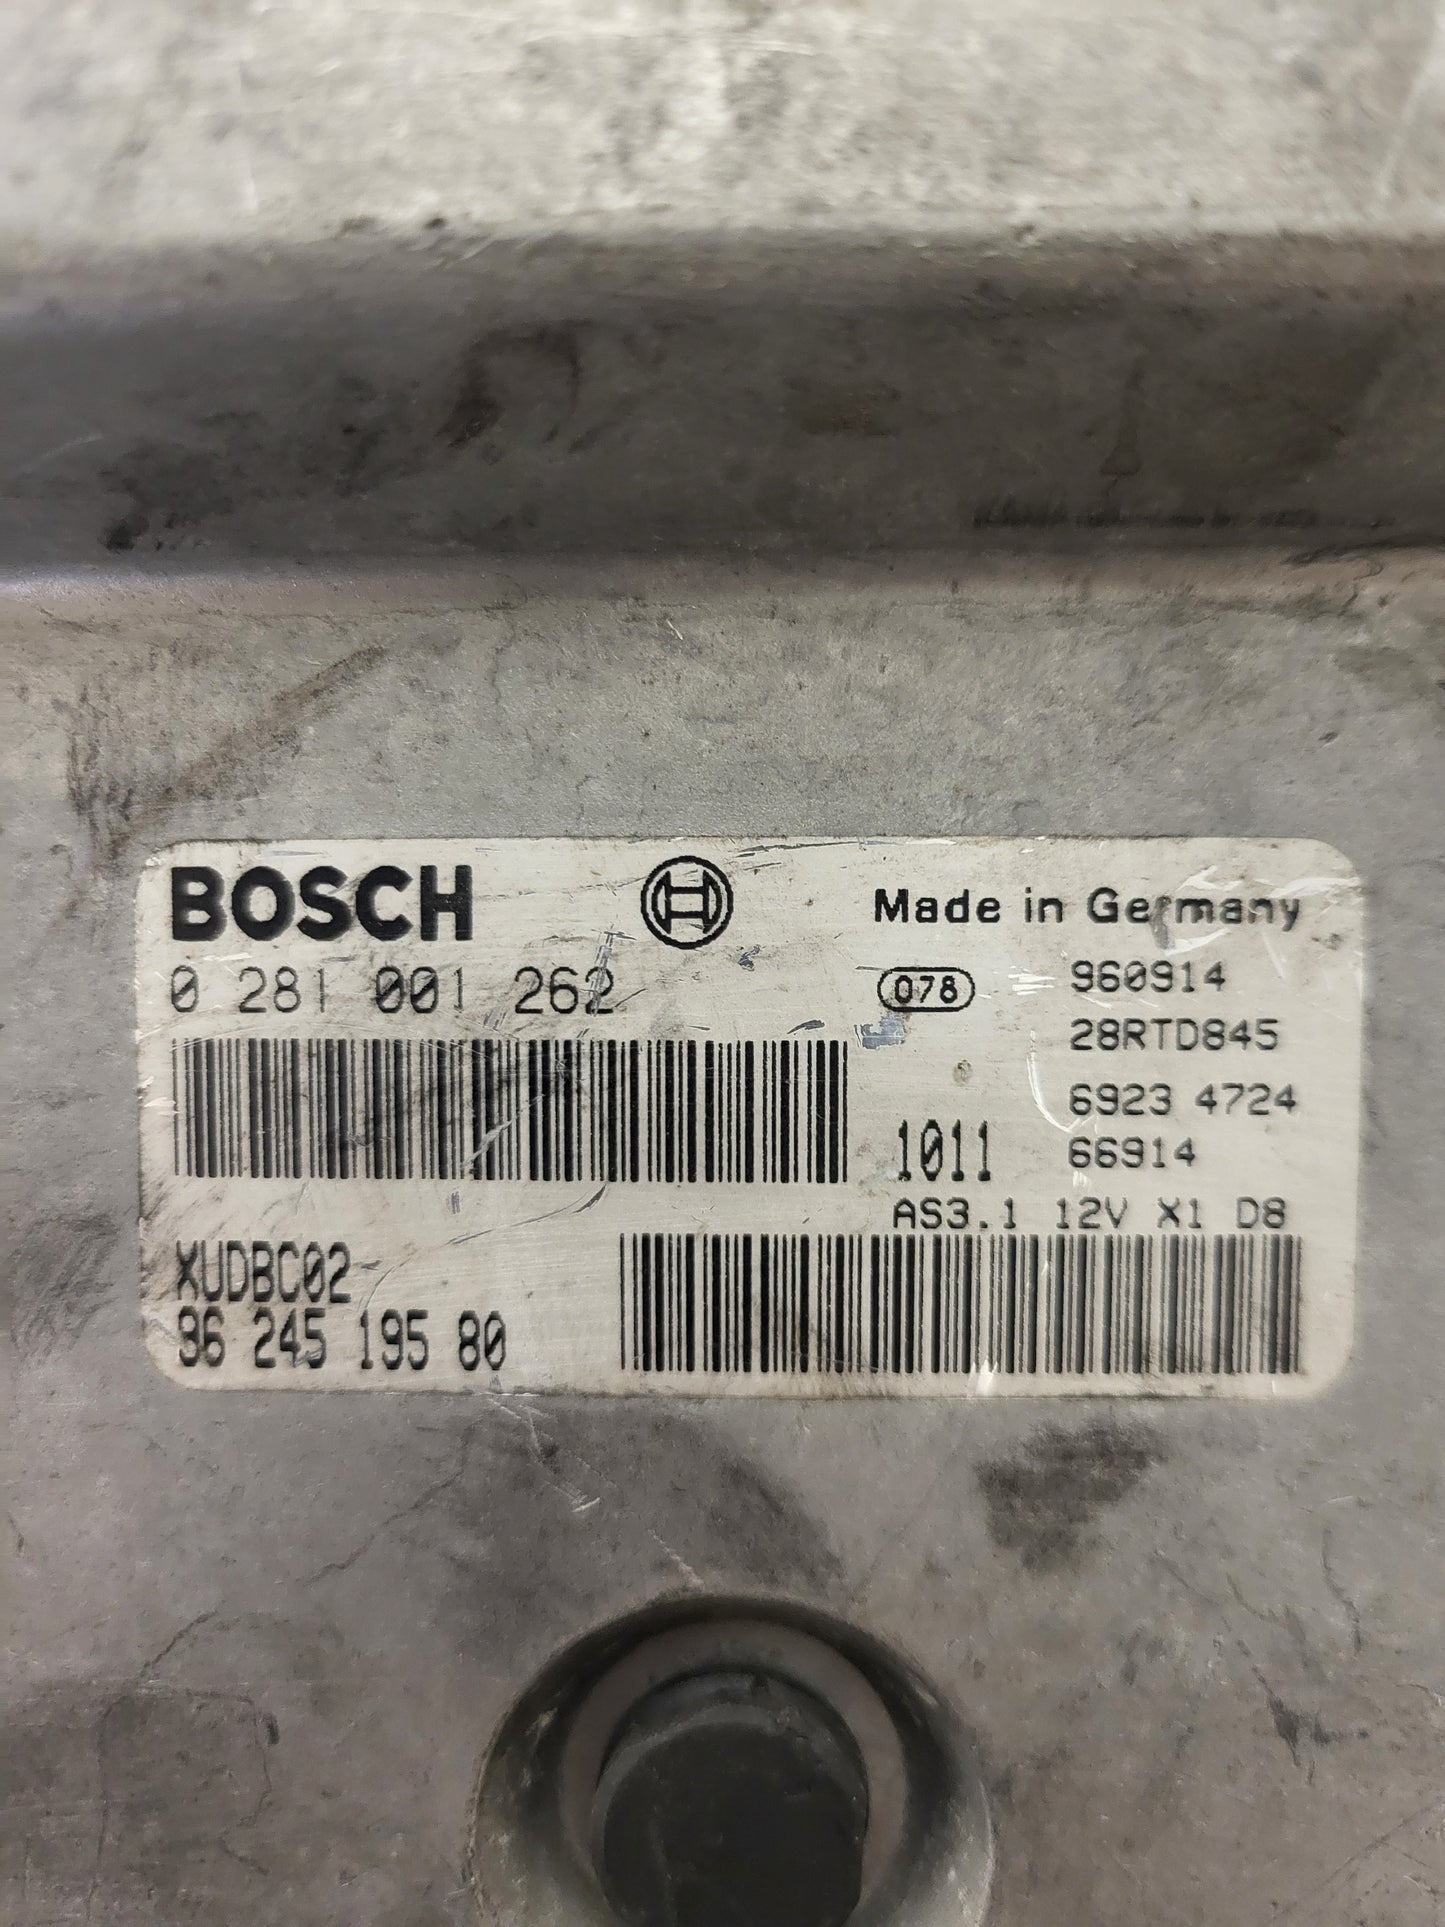 BOSCH
Made in Germany
0 281 001 262
078
960914
28RTD845
6923 4724
1011
66914
AS3.1 12V X1 D8
XUDBC02
96 245 195 80